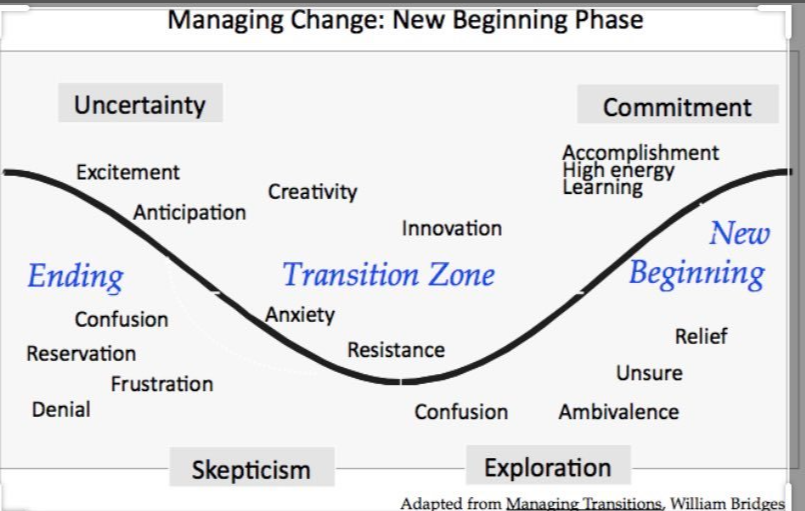 Managing Change: New Beginning Phase
Uncertainty
Commitment
Excitement
Anticipation
Creativity
Innovation
Accomplishment
High energy
Learning
Ending
Transition Zone
New
Beginning
Confusion
Reservation
Frustration
Denial
Anxiety
Resistance
Confusion
Relief
Unsure
Ambivalence
Skepticism
Exploration
Adapted from Managing Transitions, William Bridges